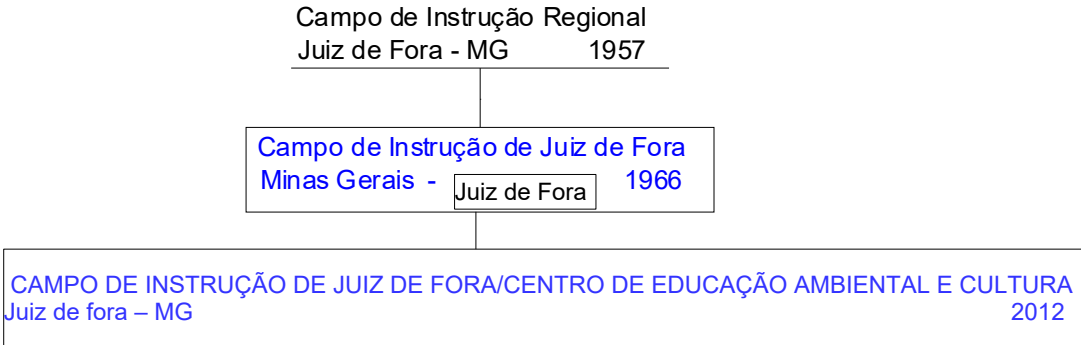 Campo de Instrução Regional
Juiz de Fora - MG 1957
Campo de Instrução de Juiz de Fora
Minas Gerais - Juiz de Fora 1966
CAMPO DE INSTRUÇÃO DE JUIZ DE FORA/CENTRO DE EDUCAÇÃO AMBIENTAL E CULTURA
Juiz de fora – MG 2012